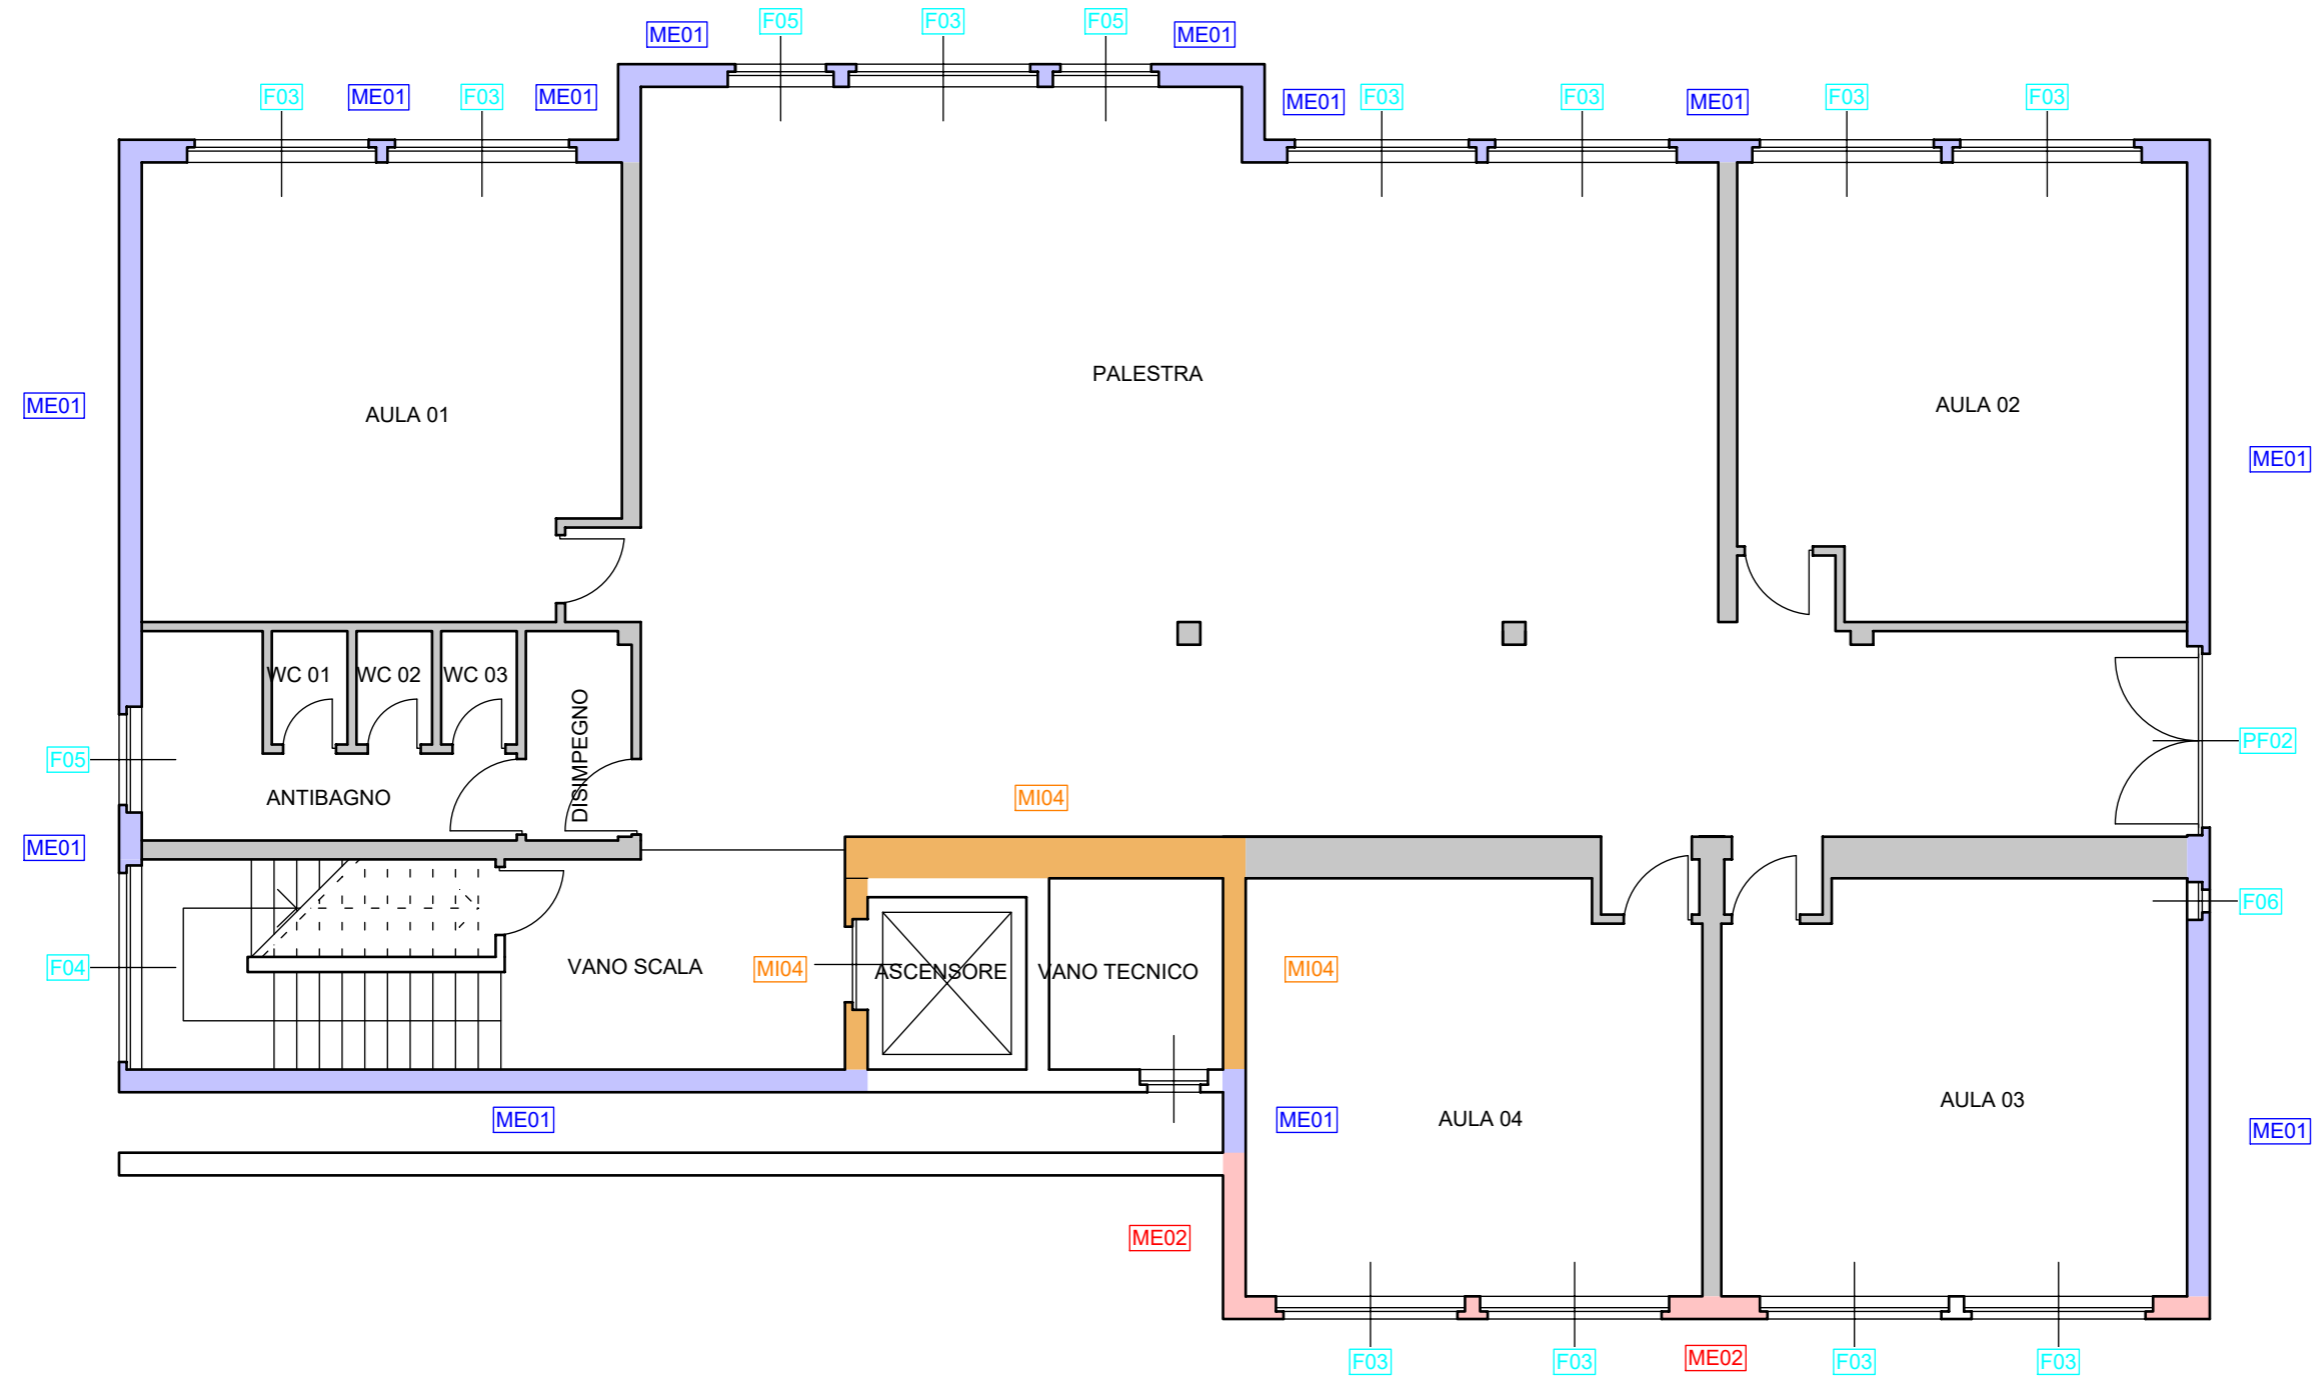 F05
F03
F05
ME01
ME01
F03
ME01
F03
ME01
ME01
F03
F03
ME01
F03
F03
PALESTRA
ME01
AULA 01
AULA 02
ME01
WC 01
WC 02
WC 03
DISIMPEGNO
F05
PF02
ANTIBAGNO
MI04
ME01
F06
F04
VANO SCALA
MI04
ASCENSORE
VANO TECNICO
MI04
ME01
ME01
AULA 04
AULA 03
ME01
ME02
F03
F03
ME02
F03
F03